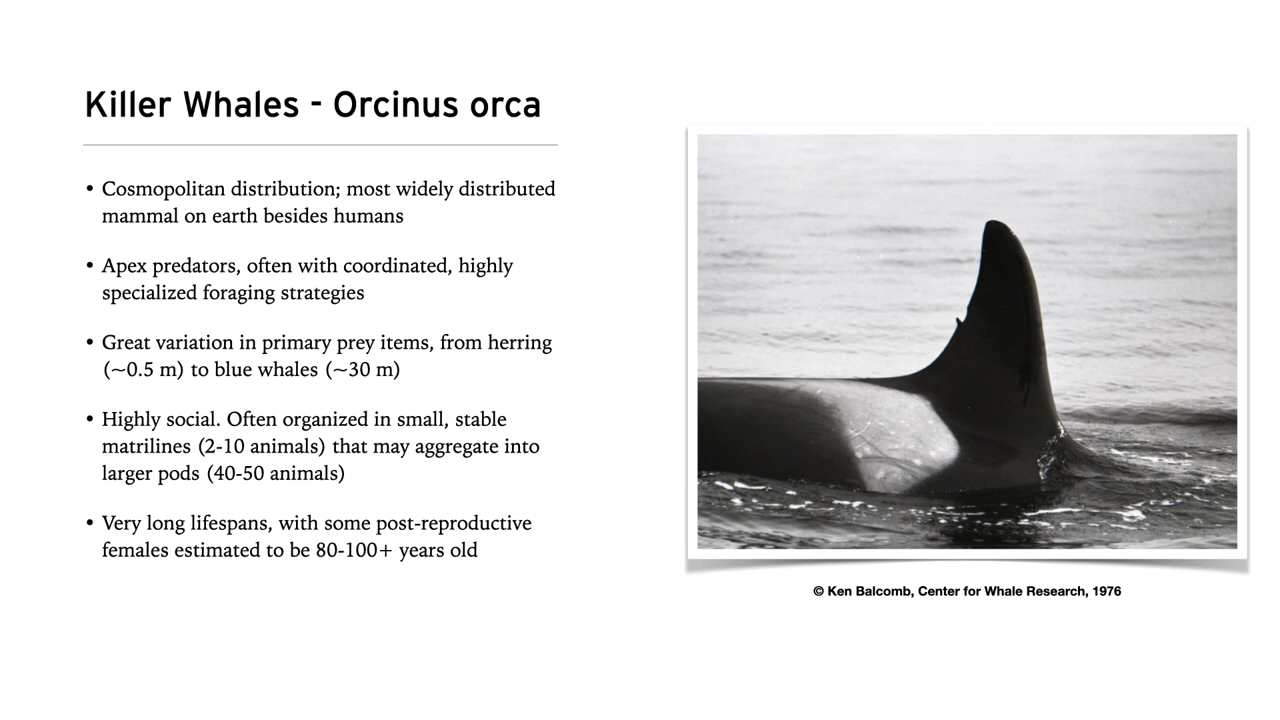 Killer Whales - Orcinus orca
• Cosmopolitan distribution; most widely distributed
mammal on earth besides humans
• Apex predators, often with coordinated, highly
specialized foraging strategies
• Great variation in primary prey items, from herring
(~0.5 m) to blue whales (~30 m)
• Highly social. Often organized in small, stable
matrilines (2-10 animals) that may aggregate into
larger pods (40-50 animals)
• Very long lifespans, with some post-reproductive
females estimated to be 80-100+ years old
© Ken Balcomb, Center for Whale Research, 1976